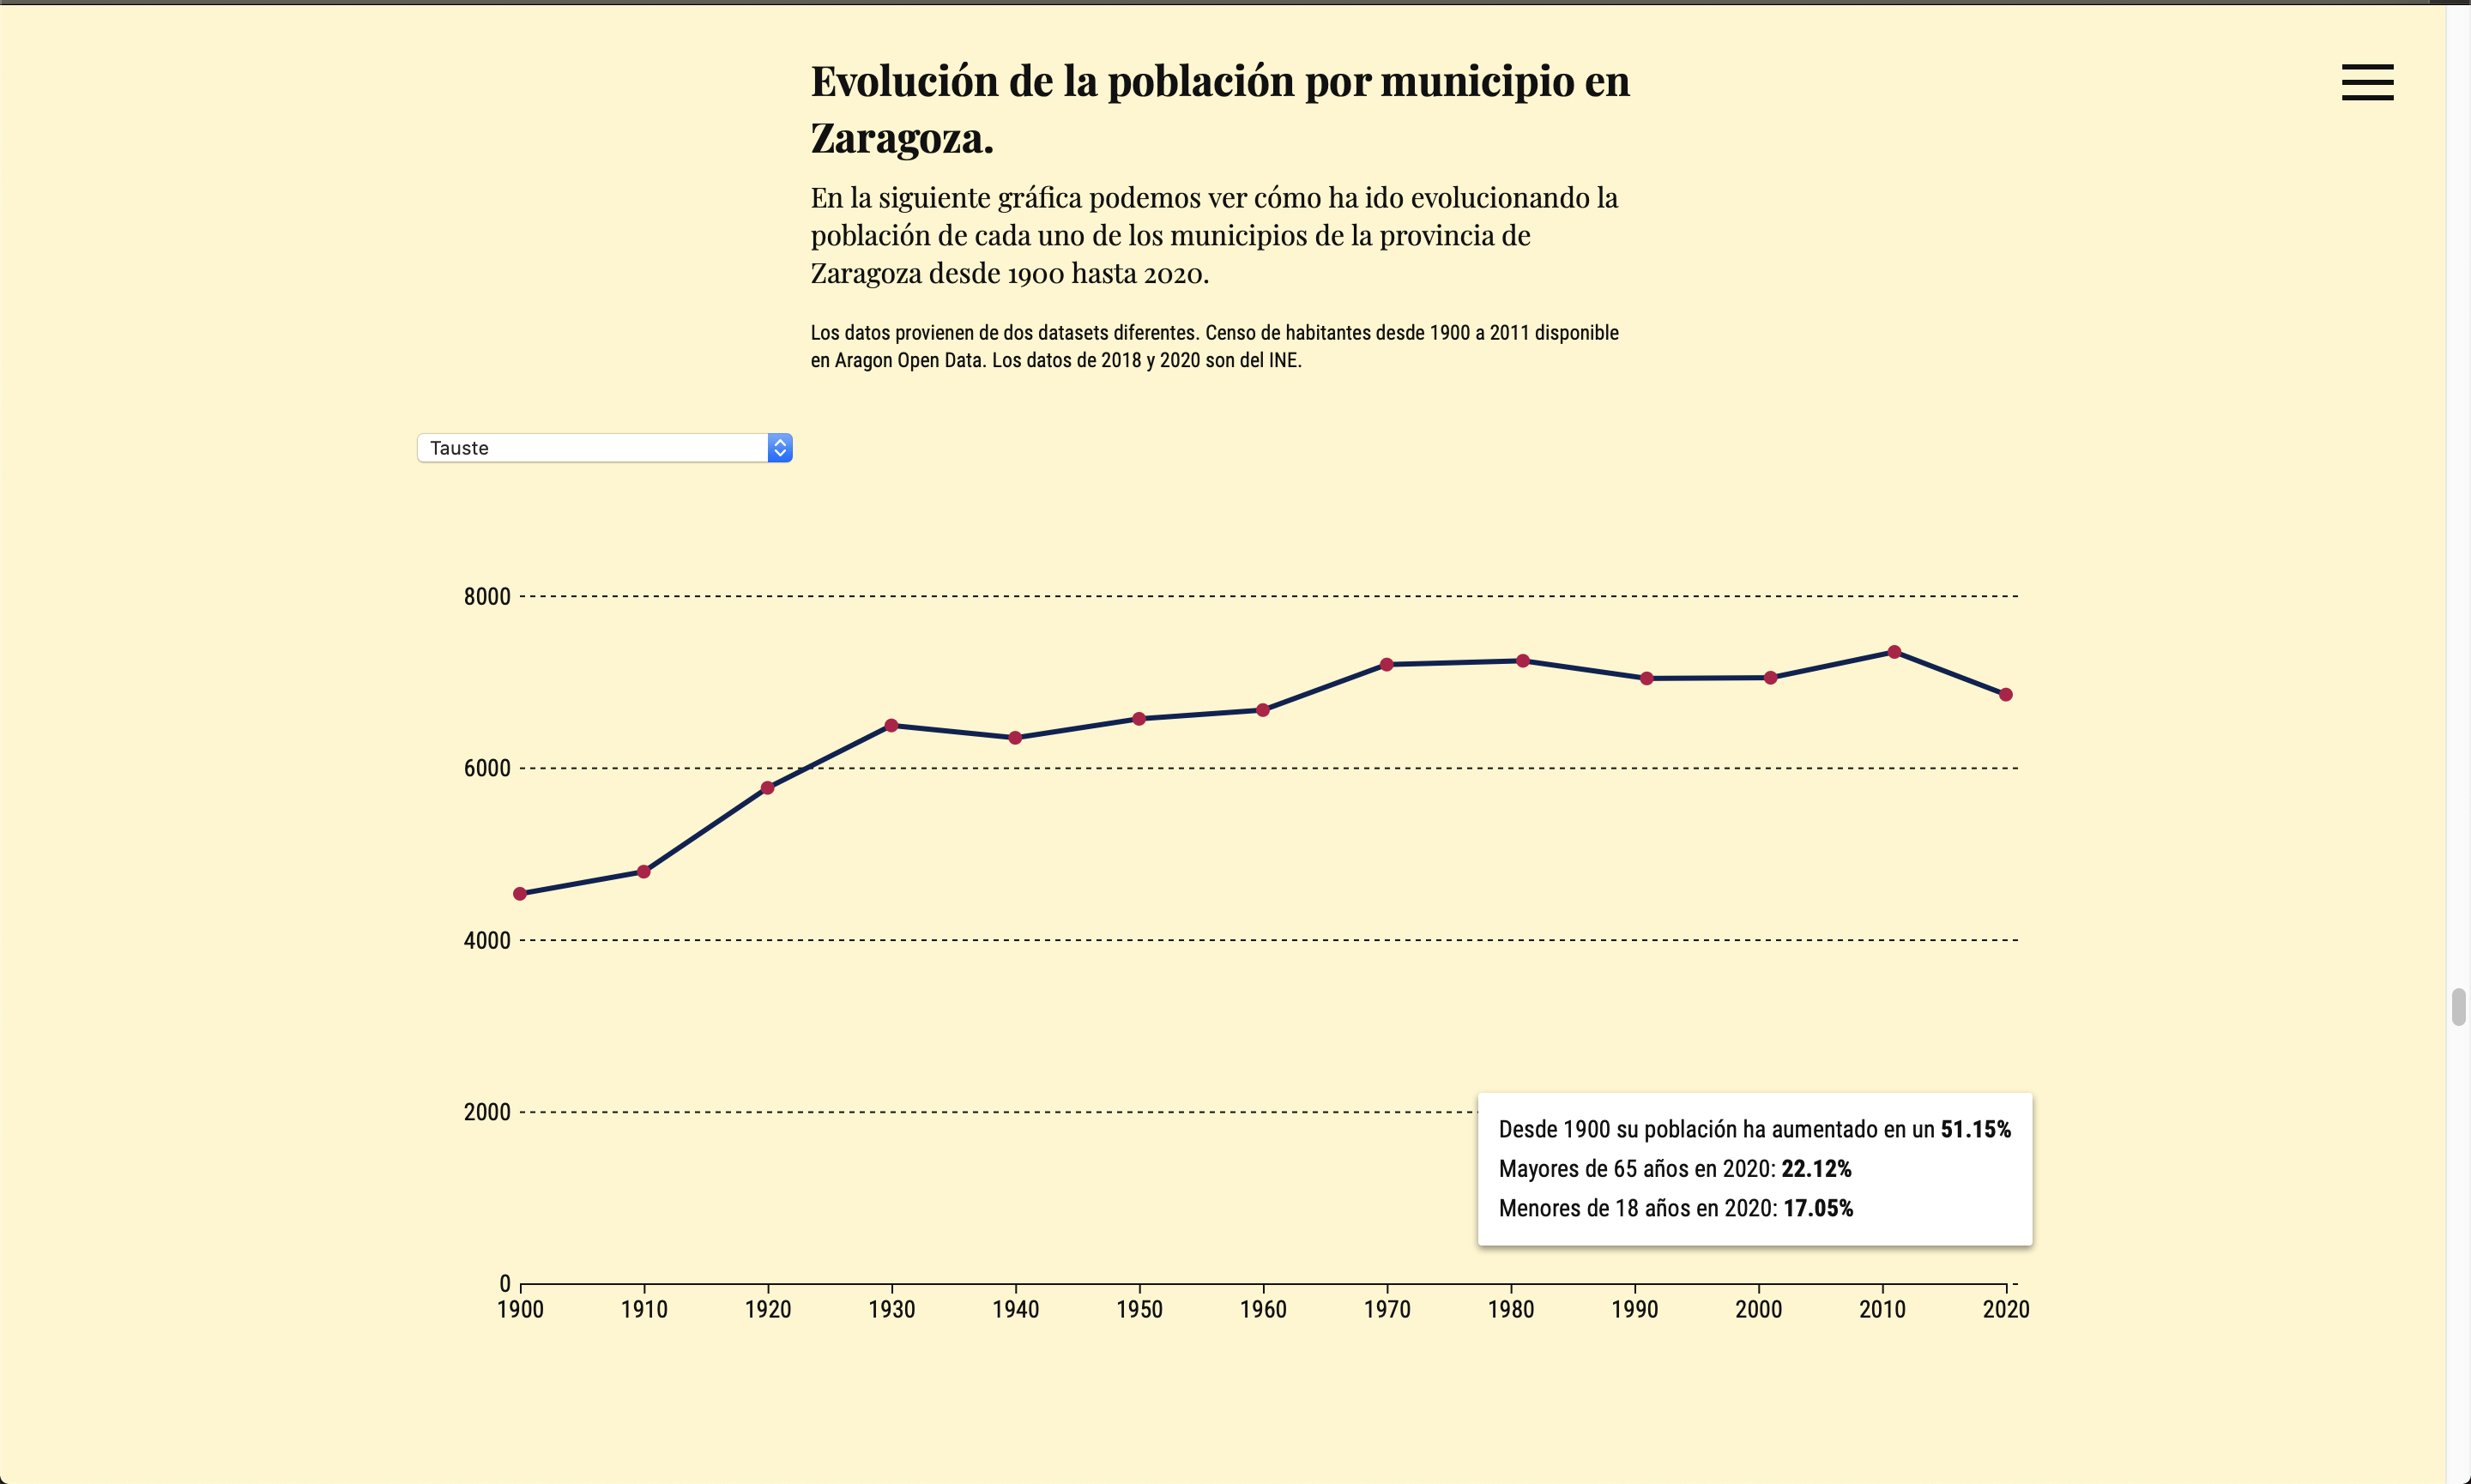 Evolución de la población por municipio en
Zaragoza.
En la siguiente gráfica podemos ver cómo ha ido evolucionando la
población de cada uno de los municipios de la provincia de
Zaragoza desde 1900 hasta 2020.
Los datos provienen de dos datasets diferentes. Censo de habitantes desde 1900 a 2011 disponible
en Aragon Open Data. Los datos de 2018 y 2020 son del INE.
Tauste
8000
6000
4000
2000
Desde 1900 su población ha aumentado en un 51.15%
Mayores de 65 años en 2020: 22.12%
Menores de 18 años en 2020: 17.05%
0
1900 1910 1920 1930 1940 1950 1960 1970 1980 1990 2000 2010 2020